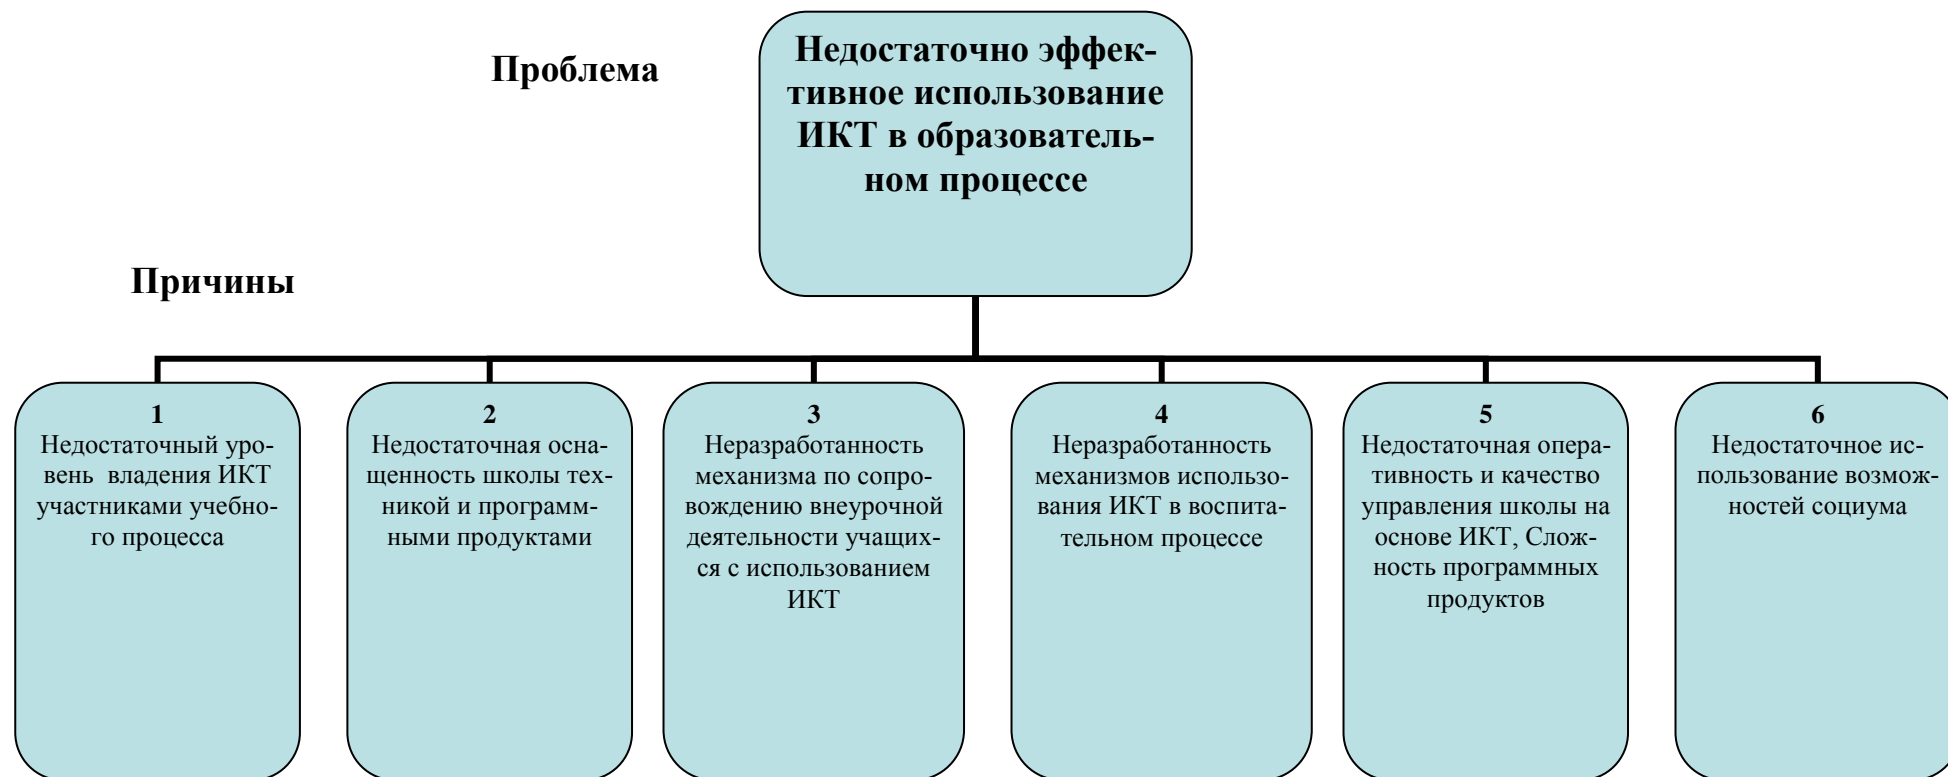 Проблема
Недостаточно эффек-
тивное использование
ИКТ в образователь-
ном процессе
Причины
1
Недостаточный уро-
вень  владения ИКТ
участниками учебно-
го процесса
2
Недостаточная осна-
щенность школы тех-
никой и программ-
ными продуктами
3
Неразработанность
механизма по сопро-
вождению внеурочной
деятельности учащих-
ся с использованием
ИКТ
4
Неразработанность
механизмов использо-
вания ИКТ в воспита-
тельном процессе
5
Недостаточная опера-
тивность и качество
управления школы на
основе ИКТ, Слож-
ность программных
продуктов
6
Недостаточное ис-
пользование возмож-
ностей социума